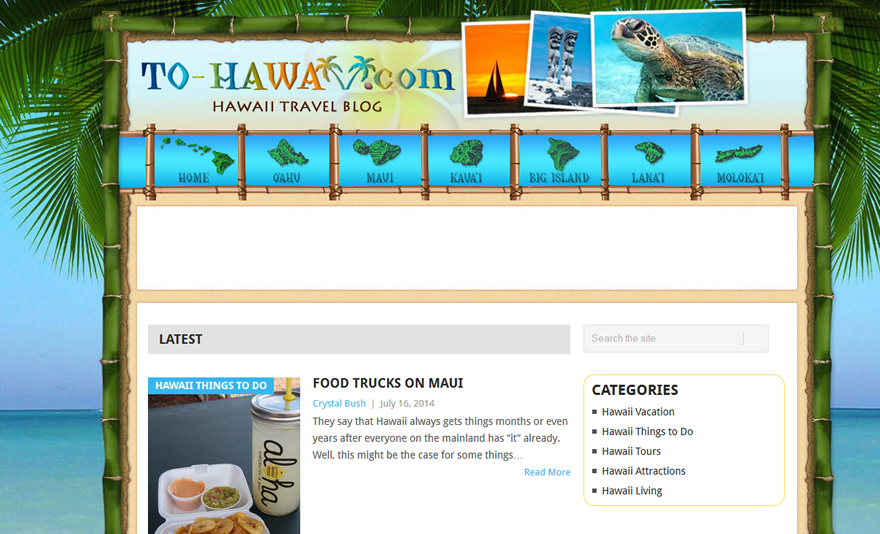 TO-HAWAII.com
HAWAII TRAVEL BLOG
HOME
O'AHU
MAUI
KAUA'I
BIG ISLAND
LANA'I
MOLOKA'I
LATEST
Search the site
HAWAII THINGS TO DO
aloha
FOOD TRUCKS ON MAUI
Crystal Bush | July 16, 2014
They say that Hawaii always gets things months or even
years after everyone on the mainland has “it” already.
Well, this might be the case for some things…
Read More
CATEGORIES
Hawaii Vacation
Hawaii Things to Do
Hawaii Tours
Hawaii Attractions
Hawaii Living